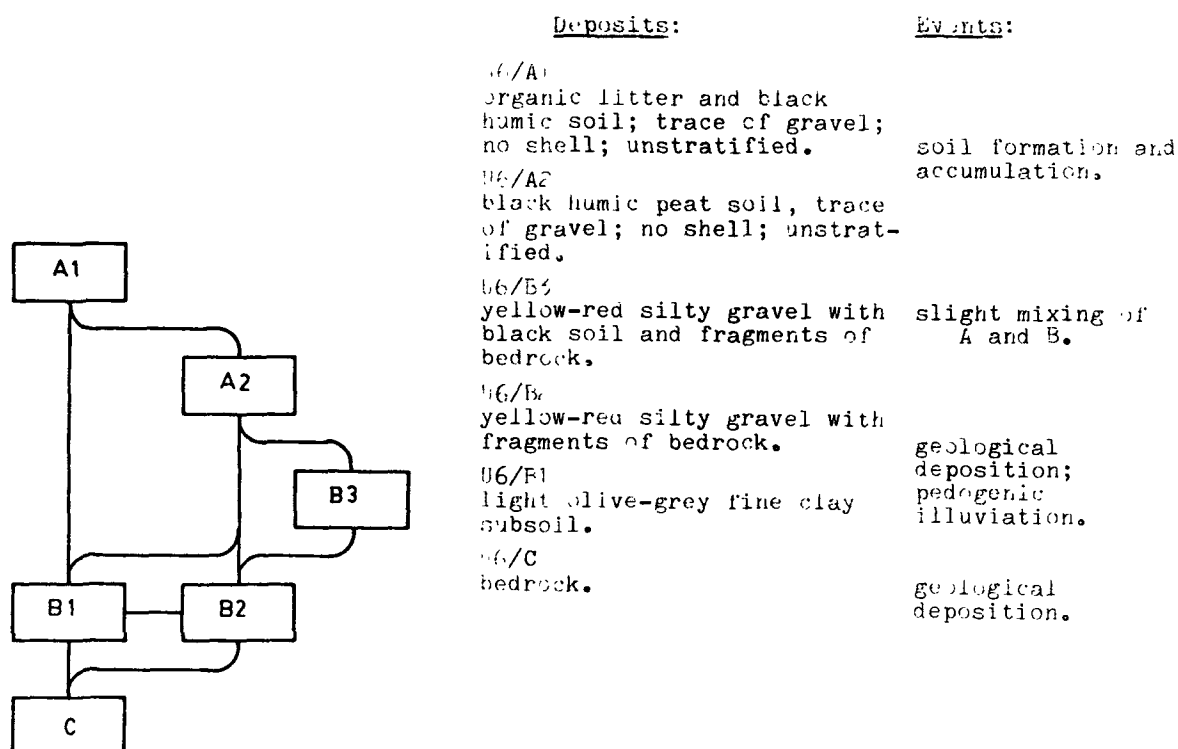 Deposits:
Events:
A1
A2
B3
B1
B2
C
organic litter and black
humic soil; trace of gravel;
no shell; unstratified.
soil formation and
accumulation.
black humic peat soil, trace
of gravel; no shell; unstrat-
ified.
yellow-red silty gravel with
black soil and fragments of
bedrock.
slight mixing of
A and B.
yellow-red silty gravel with
fragments of bedrock.
geological
deposition;
pedogenic
illuviation.
light olive-grey fine clay
subsoil.
bedrock.
geological
deposition.